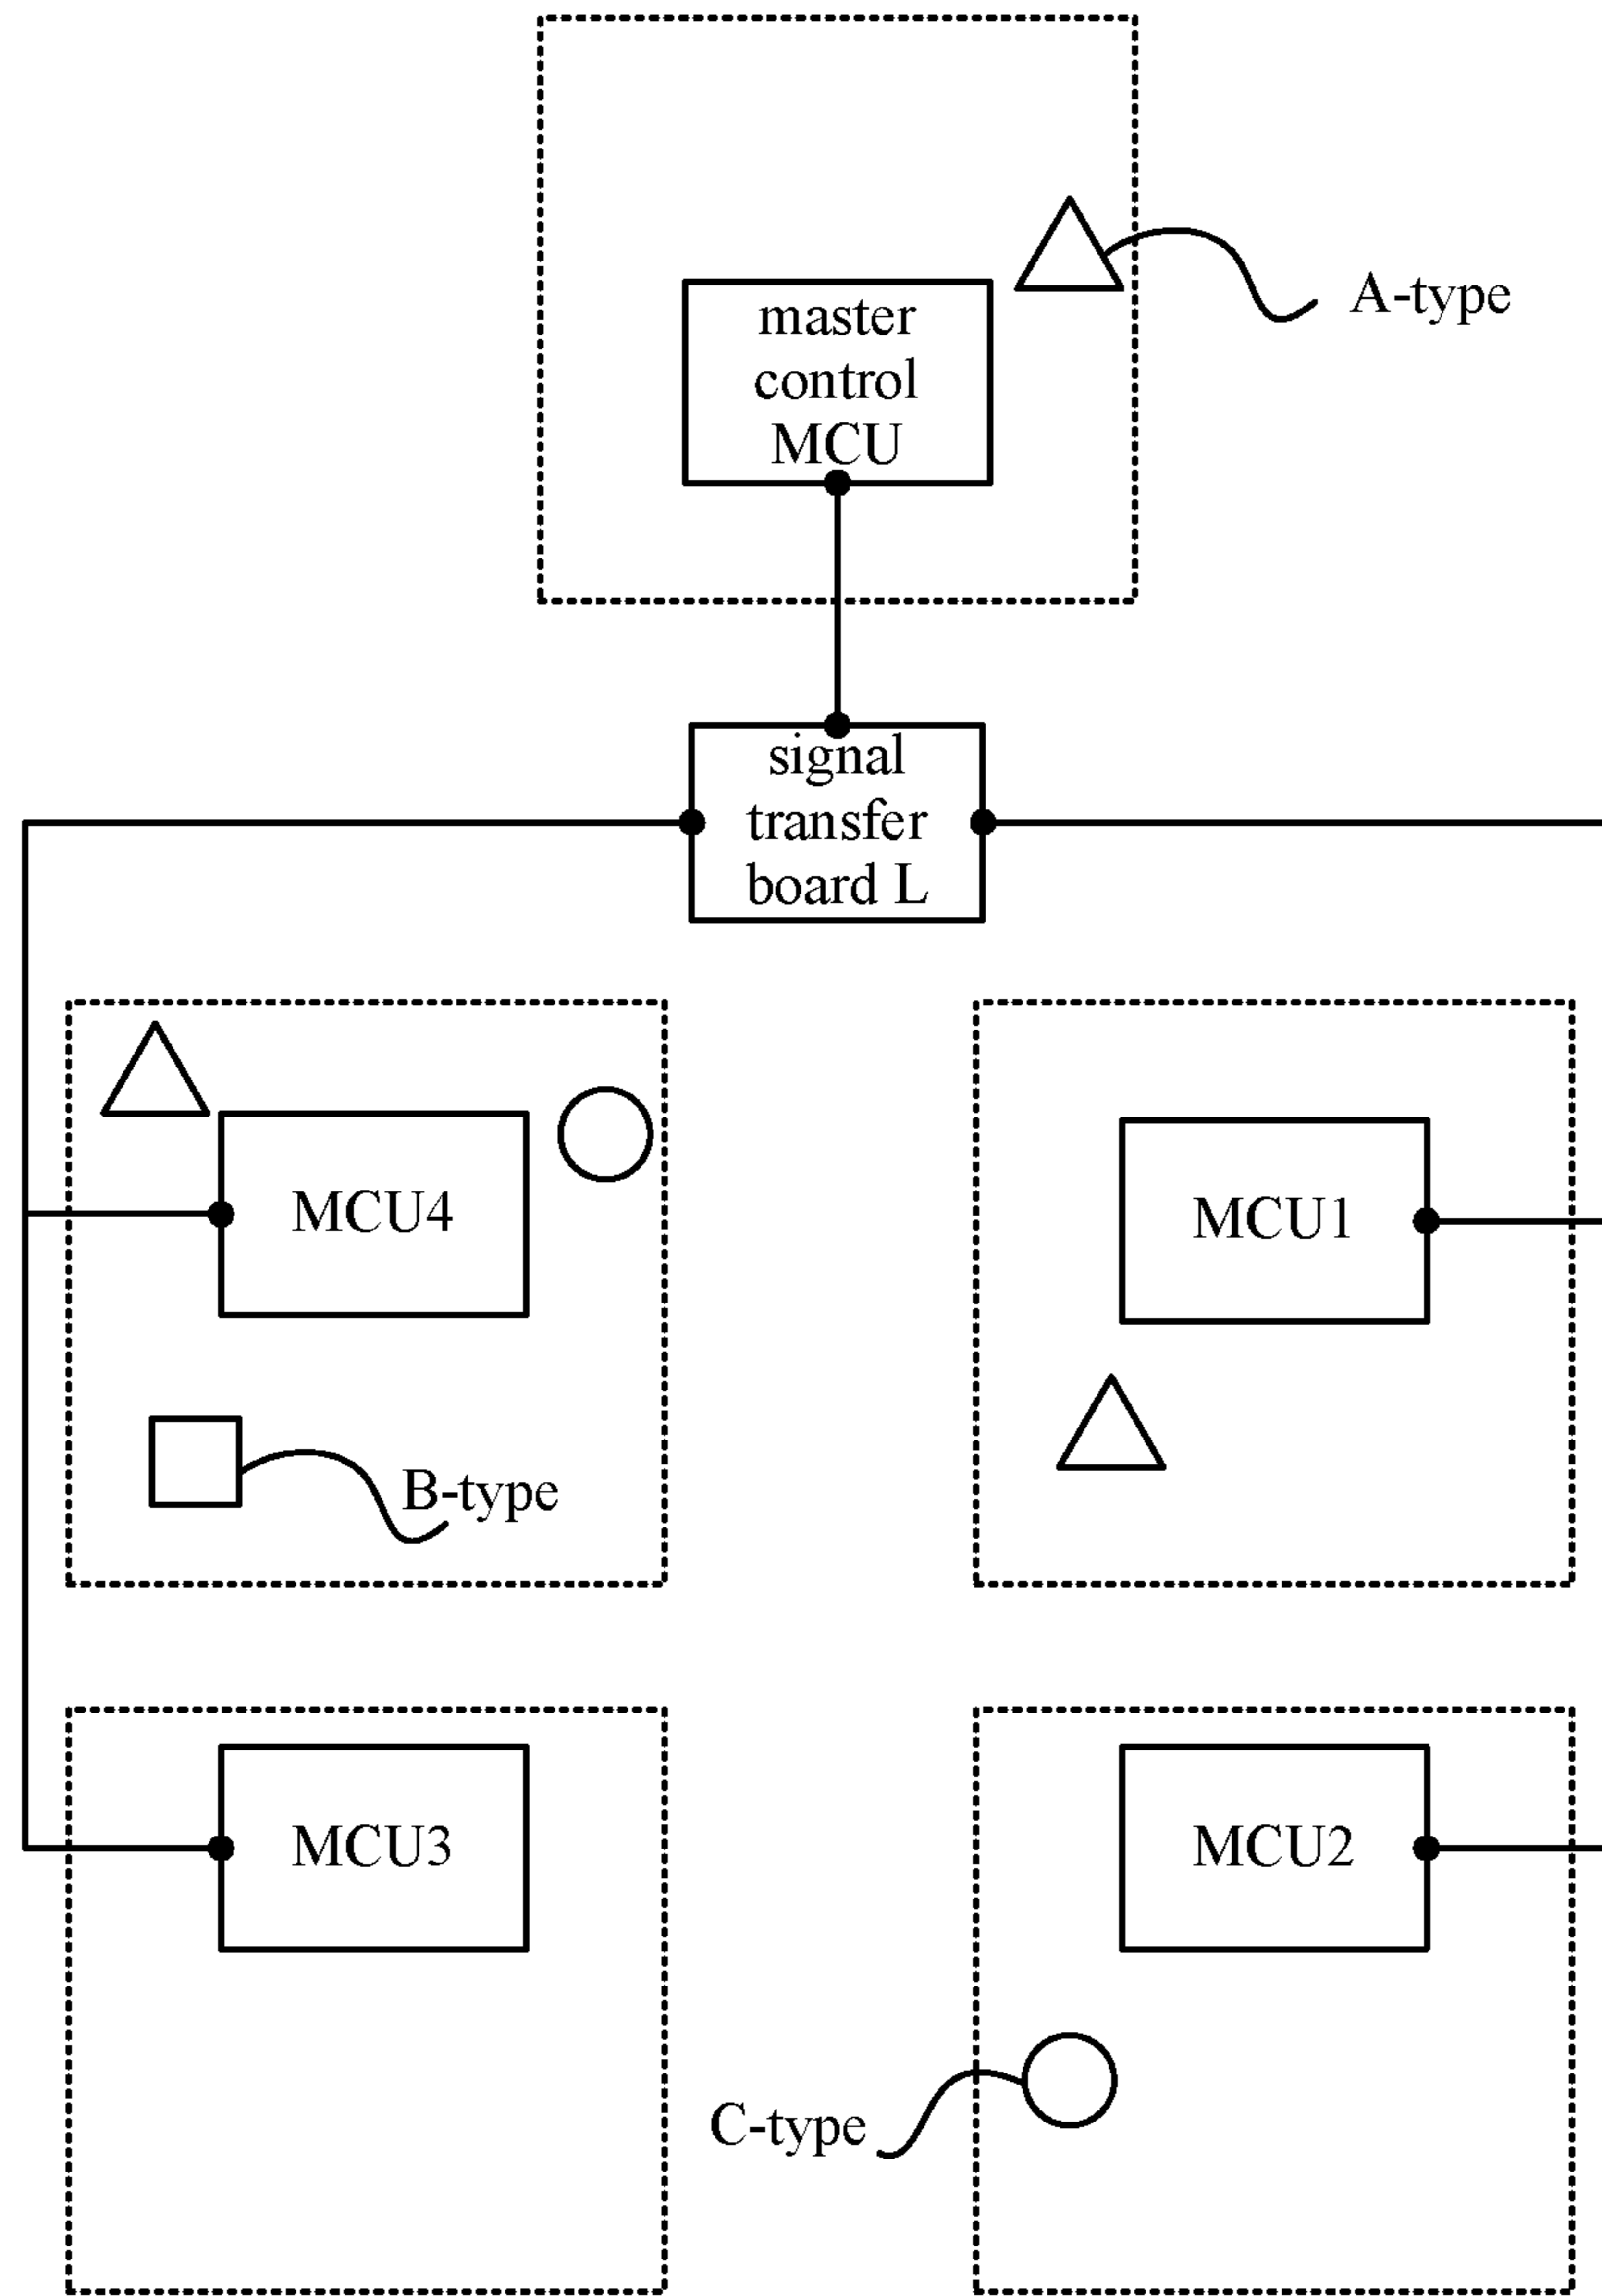 master
control
MCU
A-type
signal
transfer
board L
MCU4
MCU1
B-type
MCU3
MCU2
C-type